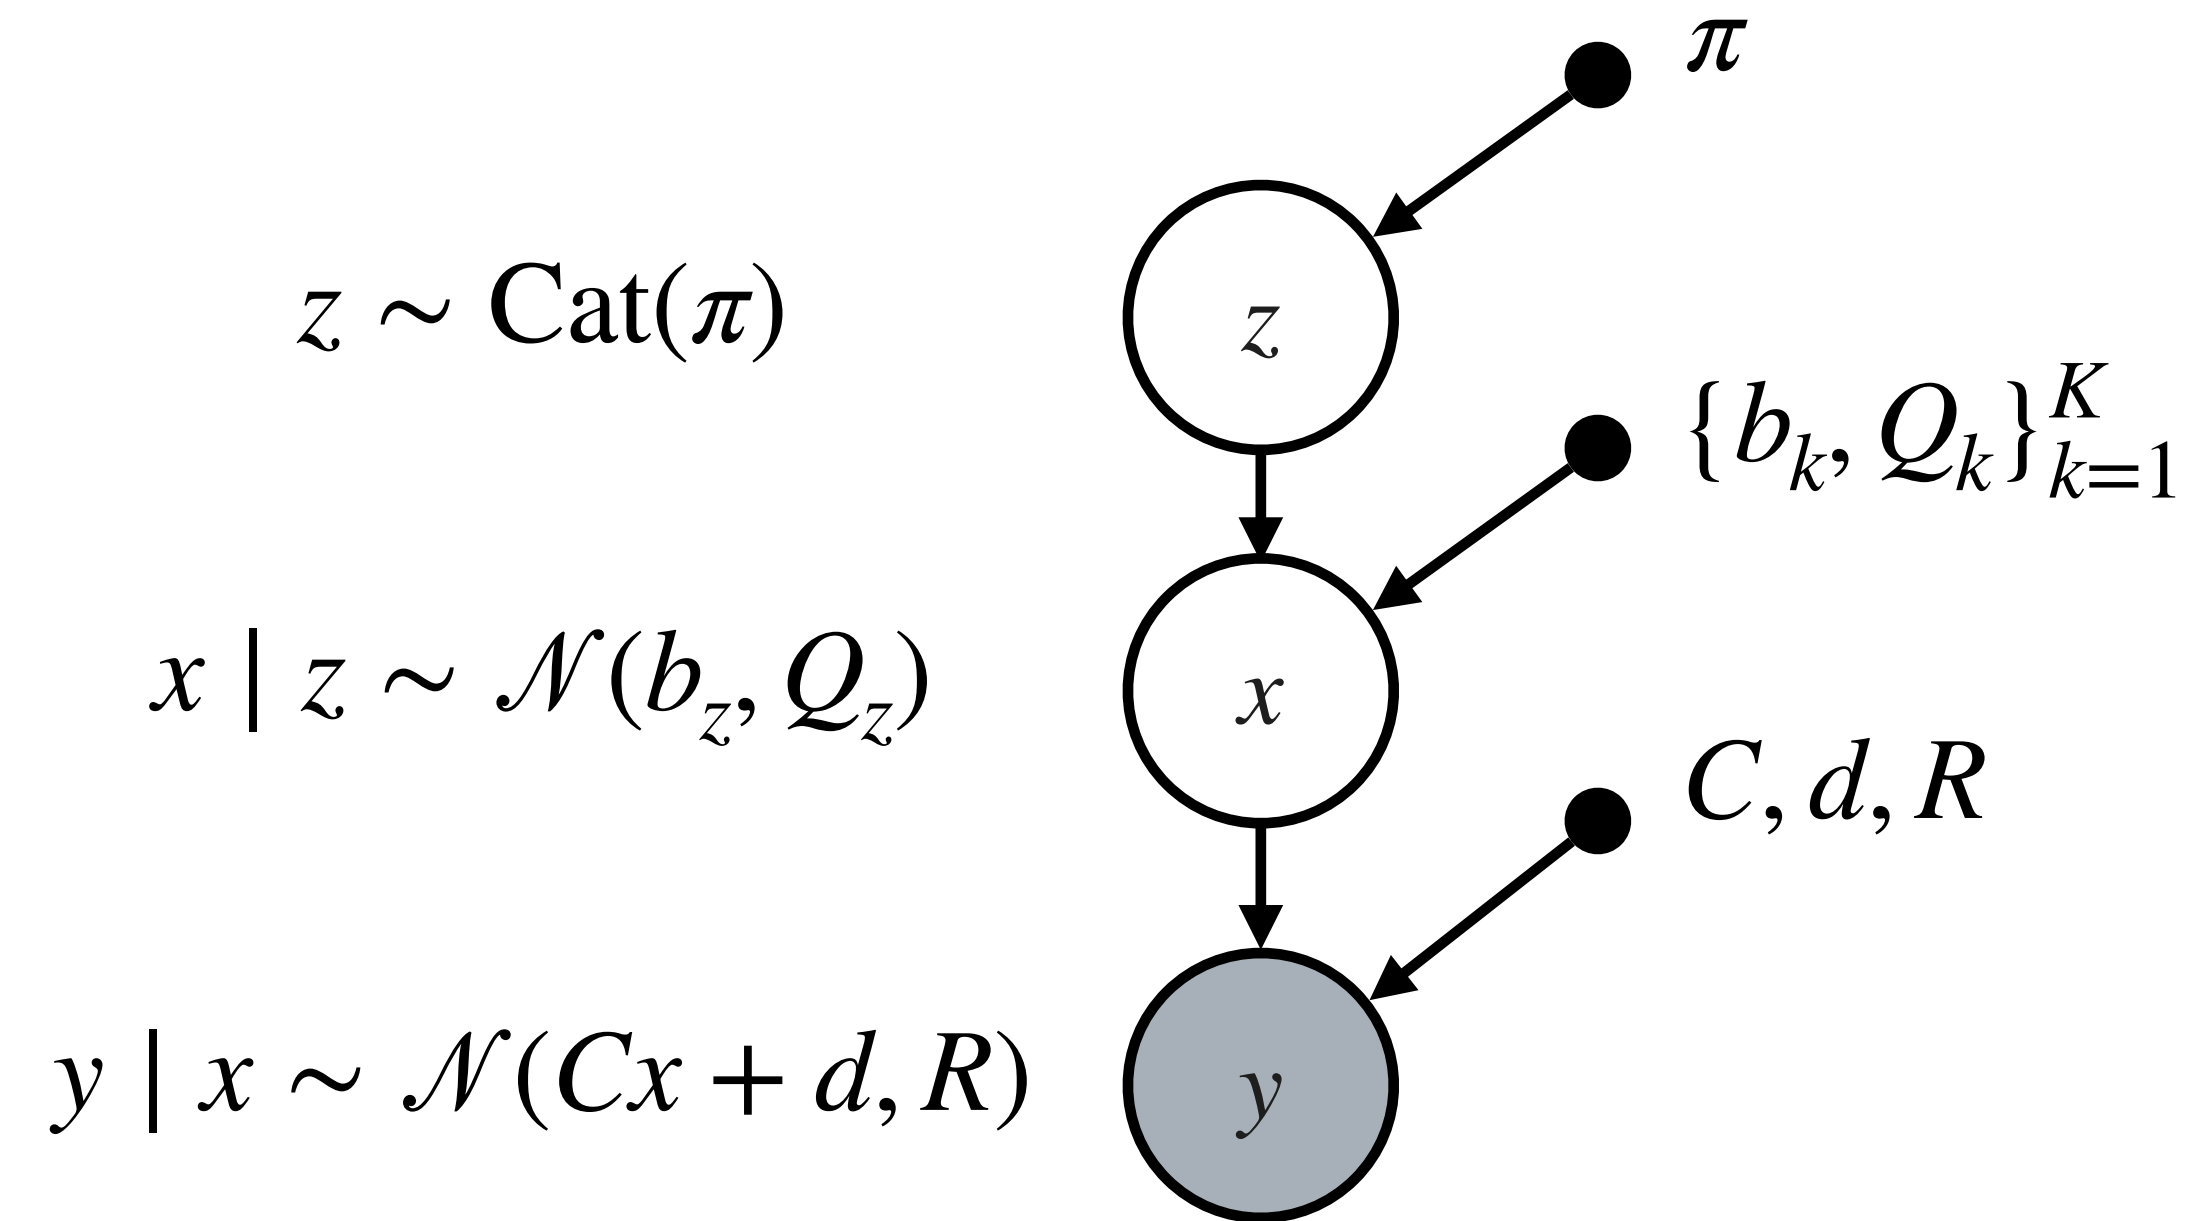 π
z ∼ Cat(π)
z
{b_k, Q_k}_{k=1}^K
x | z ∼ 𝒩(b_z, Q_z)
x
C, d, R
y | x ∼ 𝒩(Cx + d, R)
y